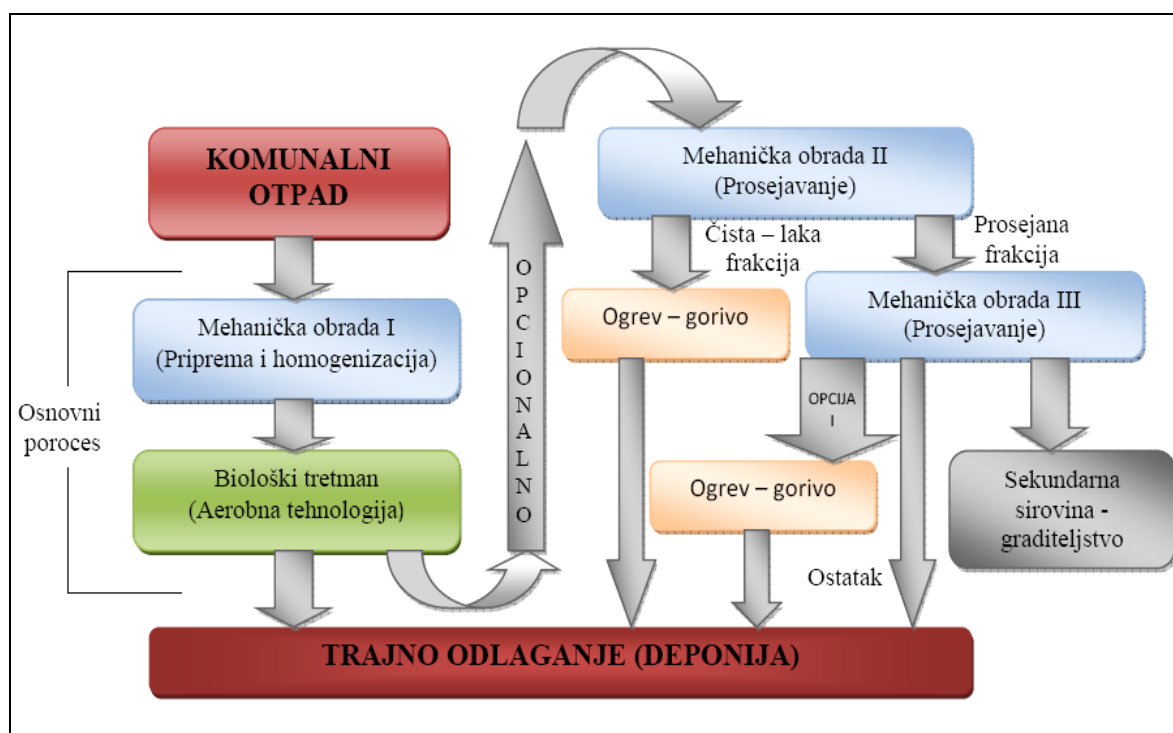 KOMUNALNI
OTPAD
Osnovni
poroces
Mehanička obrada I
(Priprema i homogenizacija)
Biološki tretman
(Aerobna tehnologija)
OPCIONALNO
Mehanička obrada II
(Prosejavanje)
Čista – laka
frakcija
Prosejana
frakcija
Ogrev – gorivo
Mehanička obrada III
(Prosejavanje)
OPCIJA
I
Ogrev – gorivo
Sekundarna
sirovina -
graditeljstvo
Ostatak
TRAJNO ODLAGANJE (DEPONIJA)